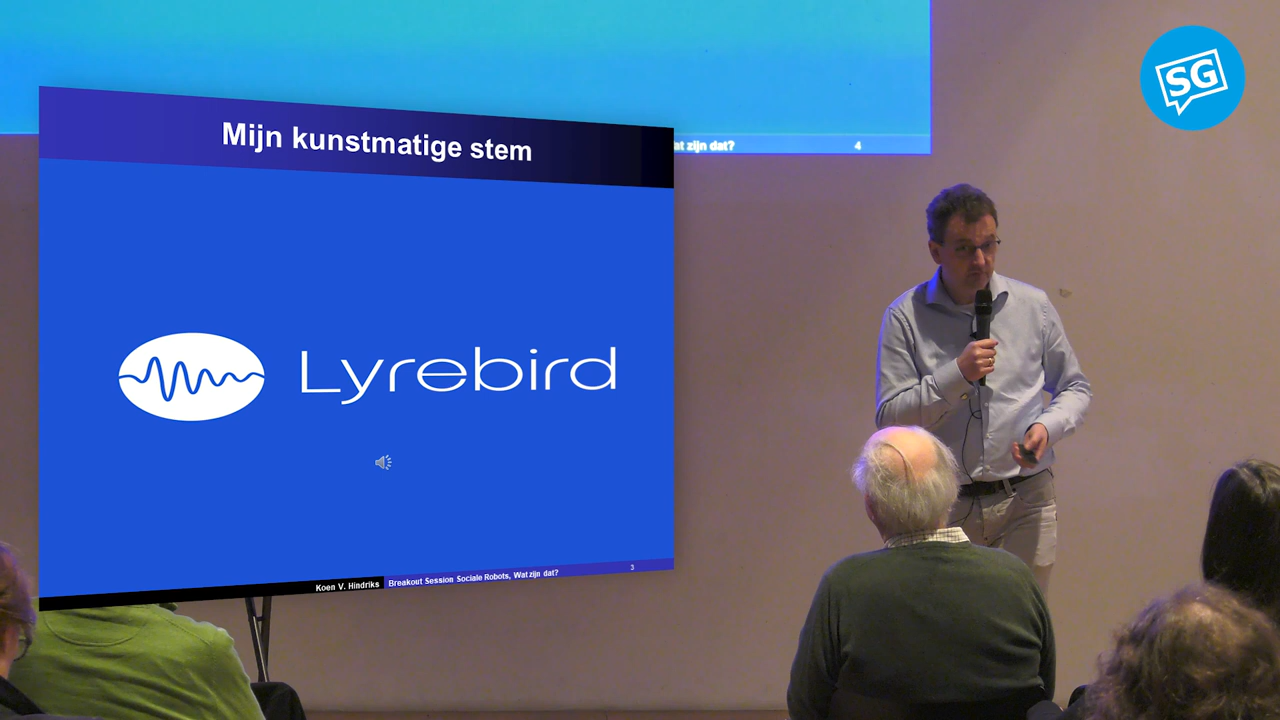 SG
Mijn kunstmatige stem
at zijn dat?
4
Lyrebird
Koen V. Hindriks
Breakout Session Sociale Robots, Wat zijn dat?
3